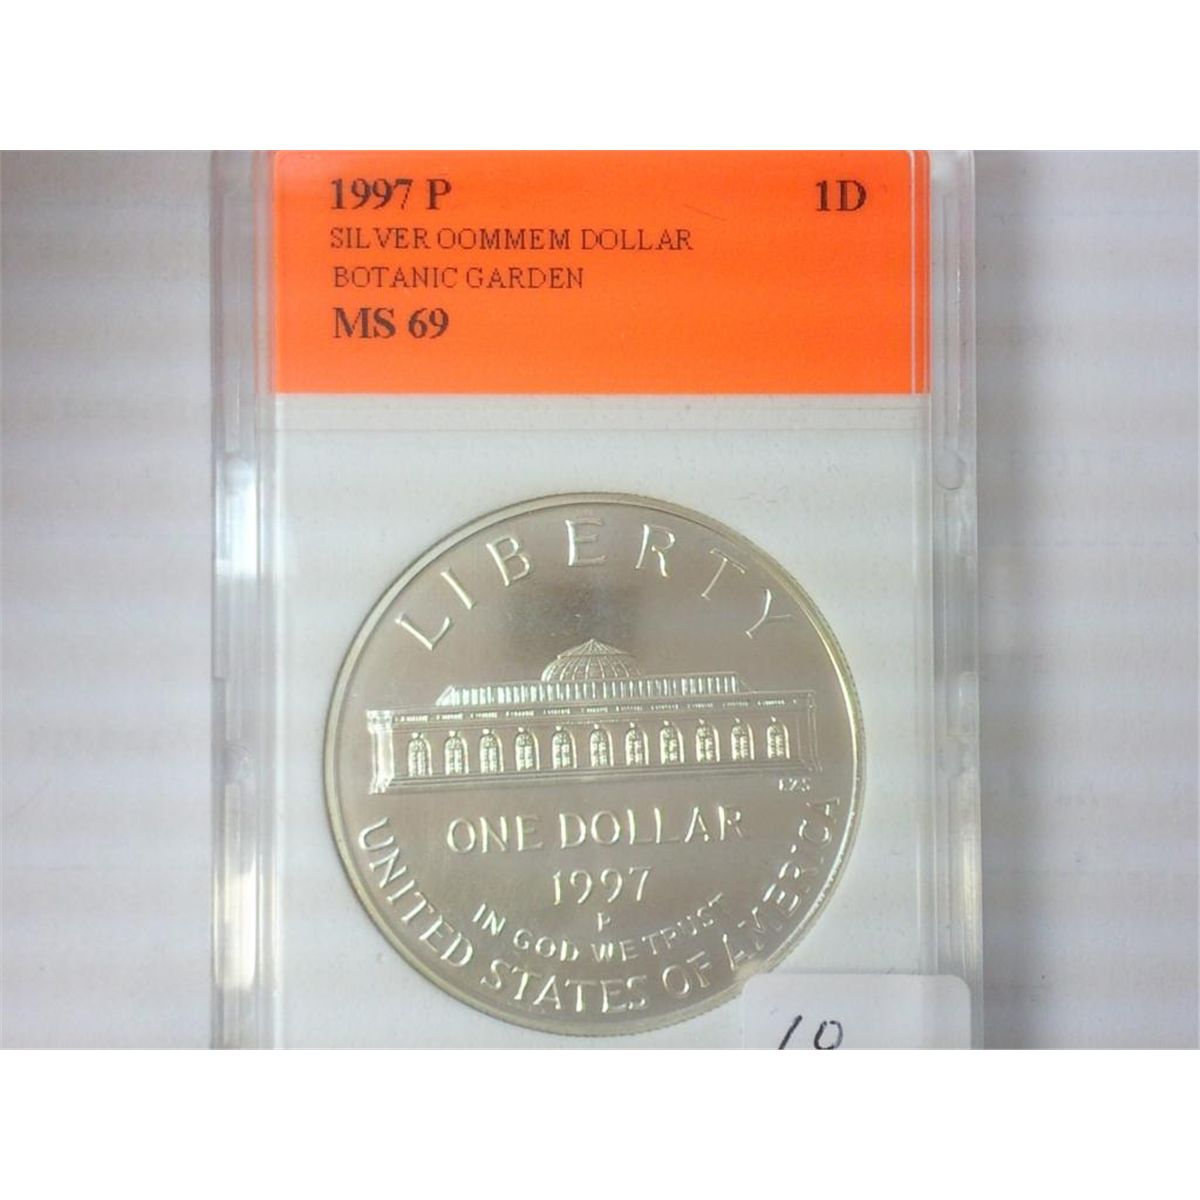 1997 P 1D
SILVER OOMMEM DOLLAR
BOTANIC GARDEN
MS 69
LIBERTY
ONE DOLLAR
1997
P
IN GOD WE TRUST
UNITED STATES OF AMERICA
10